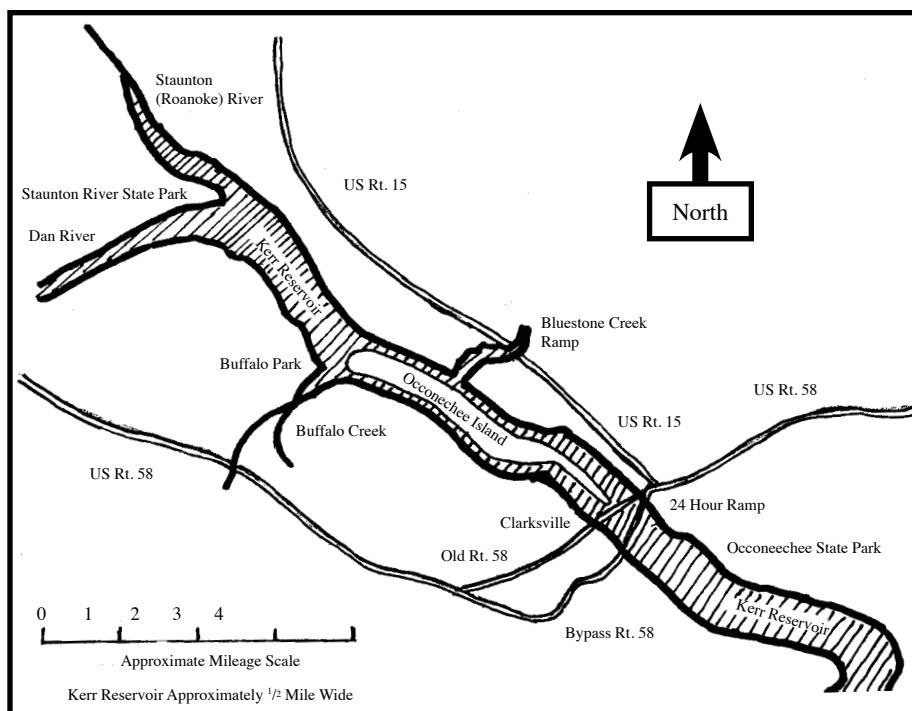 Staunton
(Roanoke) River
US Rt. 15
North
Staunton River State Park
Dan River
Kerr Reservoir
Bluestone Creek
Ramp
Buffalo Park
Occonechee Island
US Rt. 58
Buffalo Creek
US Rt. 15
US Rt. 58
24 Hour Ramp
Clarksville
Old Rt. 58
Occoneechee State Park
Kerr Reservoir
Bypass Rt. 58
0 1 2 3 4
Approximate Mileage Scale
Kerr Reservoir Approximately 1/2 Mile Wide